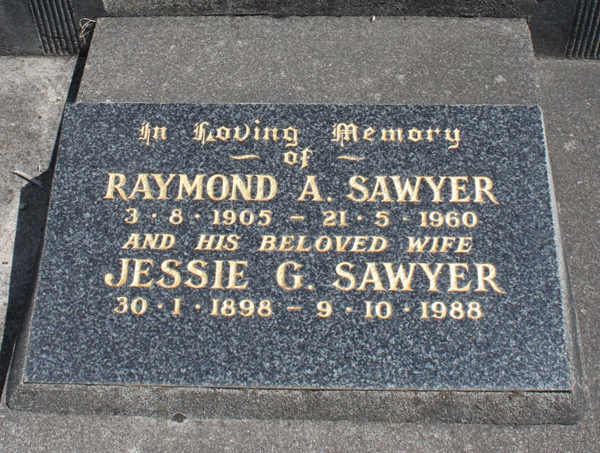 In Loving Memory
of
RAYMOND A. SAWYER
3 · 8 · 1905 – 21 · 5 · 1960
AND HIS BELOVED WIFE
JESSIE G. SAWYER
30 · 1 · 1898 – 9 · 10 · 1988